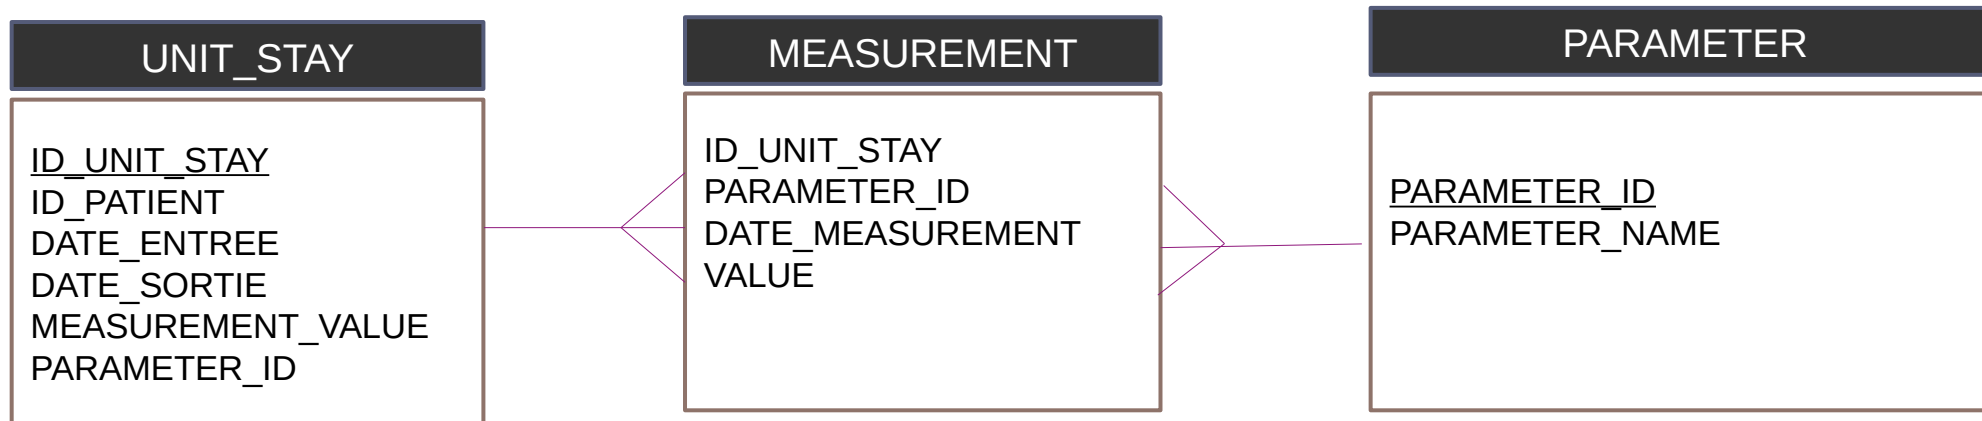 UNIT_STAY
ID_UNIT_STAY
ID_PATIENT
DATE_ENTREE
DATE_SORTIE
MEASUREMENT_VALUE
PARAMETER_ID
MEASUREMENT
ID_UNIT_STAY
PARAMETER_ID
DATE_MEASUREMENT
VALUE
PARAMETER
PARAMETER_ID
PARAMETER_NAME